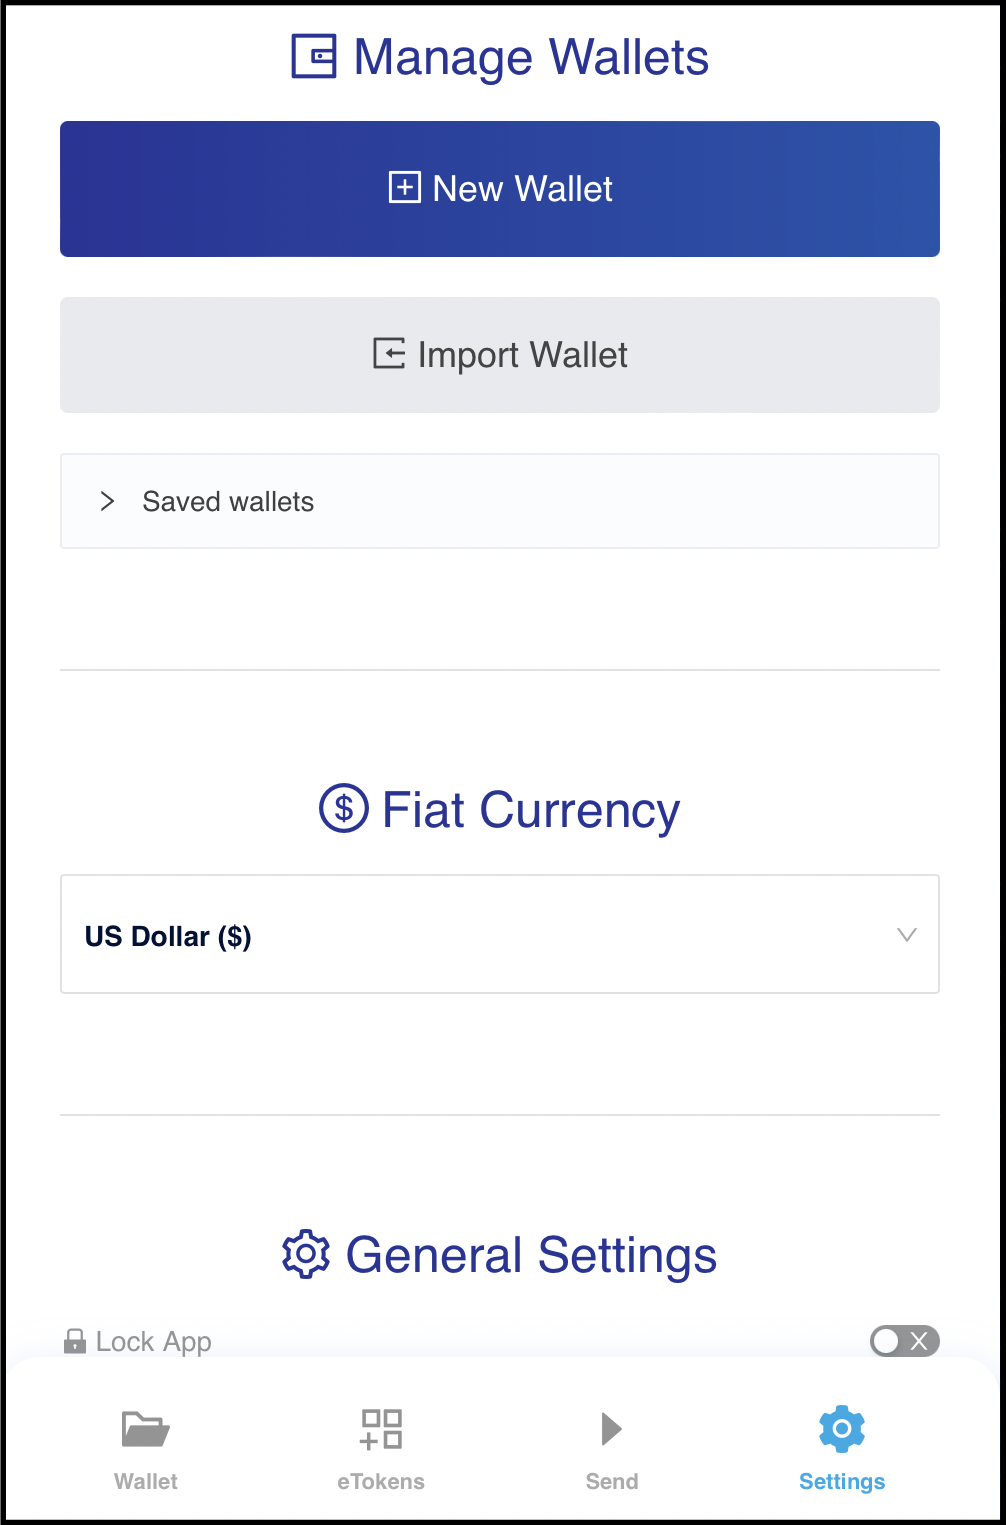 Manage Wallets
New Wallet
Import Wallet
Saved wallets
Fiat Currency
US Dollar ($)
General Settings
Lock App
Wallet
eTokens
Send
Settings